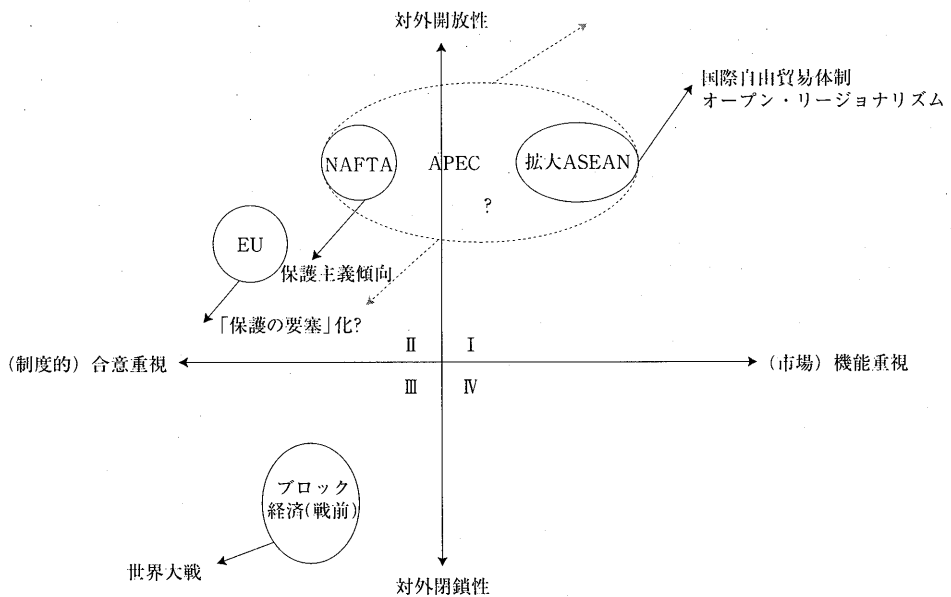 対外開放性
国際自由貿易体制
オープン・リージョナリズム
NAFTA
APEC
拡大ASEAN
?
EU
保護主義傾向
「保護の要塞」化?
Ⅱ
Ⅰ
(制度的) 合意重視
(市場) 機能重視
Ⅲ
Ⅳ
ブロック
経済(戦前)
世界大戦
対外閉鎖性